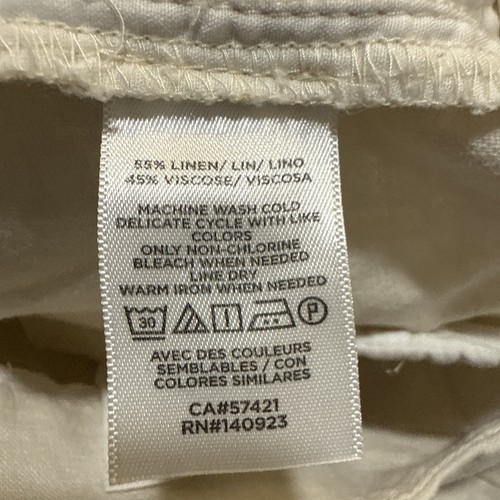 55% LINEN/ LIN/ LINO
45% VISCOSE/ VISCOSA
MACHINE WASH COLD
DELICATE CYCLE WITH LIKE
COLORS
ONLY NON-CHLORINE
BLEACH WHEN NEEDED
LINE DRY
WARM IRON WHEN NEEDED
30 P
AVEC DES COULEURS
SEMBLABLES / CON
COLORES SIMILARES
CA#57421
RN#140923